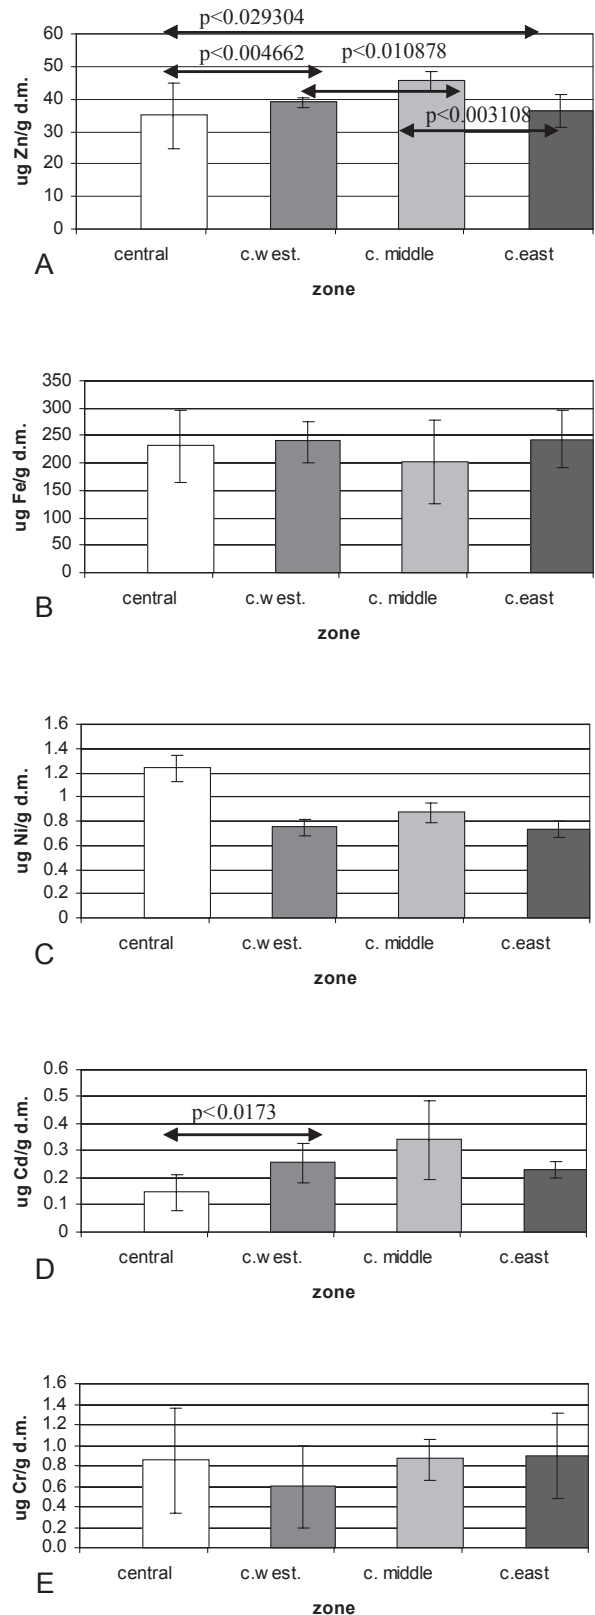 p<0.029304
p<0.004662
p<0.010878
p<0.003108
60
50
40
30
20
10
0
ug Zn/g d.m.
central c.west. c. middle c.east
zone
A
350
300
250
200
150
100
50
0
ug Fe/g d.m.
central c.west. c. middle c.east
zone
B
1.6
1.4
1.2
1
0.8
0.6
0.4
0.2
0
ug Ni/g d.m.
central c.west. c. middle c.east
zone
C
0.6
0.5
0.4
0.3
0.2
0.1
0
ug Cd/g d.m.
p<0.0173
central c.west. c. middle c.east
zone
D
1.6
1.4
1.2
1.0
0.8
0.6
0.4
0.2
0.0
ug Cr/g d.m.
central c.west. c. middle c.east
zone
E